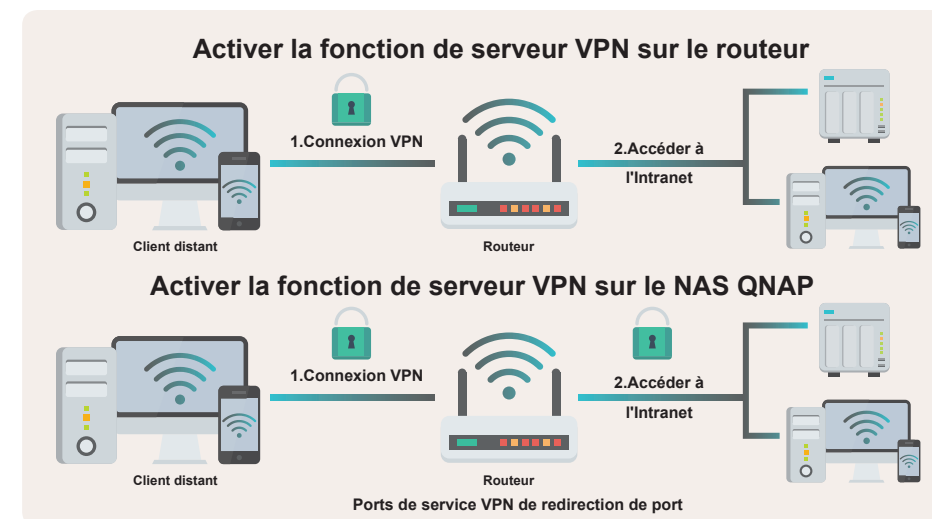 Activer la fonction de serveur VPN sur le routeur
1.Connexion VPN
2.Accéder à
l'Intranet
Client distant
Routeur
Activer la fonction de serveur VPN sur le NAS QNAP
1.Connexion VPN
2.Accéder à
l'Intranet
Client distant
Routeur
Ports de service VPN de redirection de port